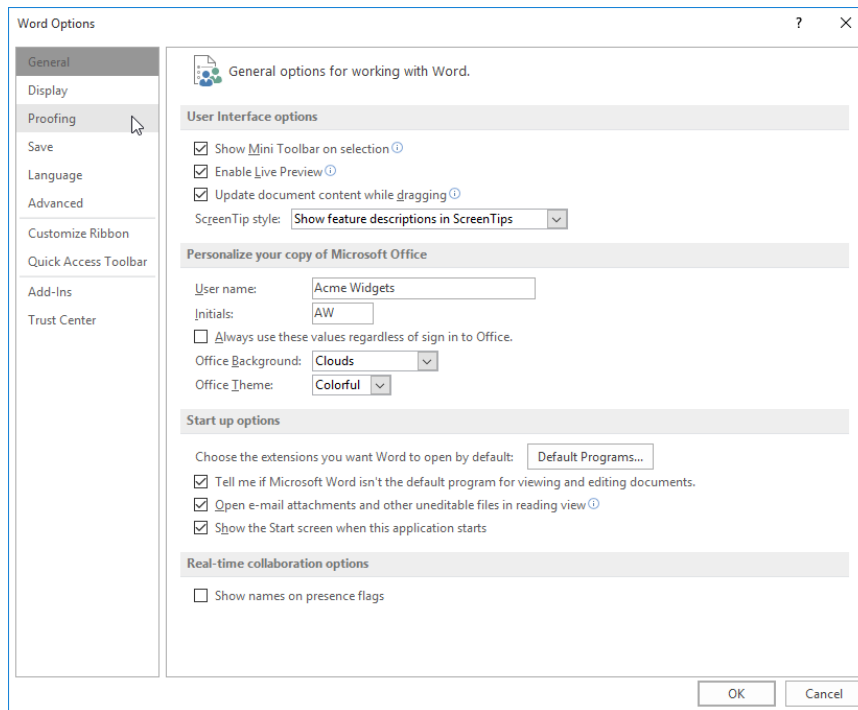 Word Options
?
General
Display
Proofing
Save
Language
Advanced
Customize Ribbon
Quick Access Toolbar
Add-Ins
Trust Center
General options for working with Word.
User Interface options
Show Mini Toolbar on selection
Enable Live Preview
Update document content while dragging
ScreenTip style: Show feature descriptions in ScreenTips
Personalize your copy of Microsoft Office
User name: Acme Widgets
Initials: AW
Always use these values regardless of sign in to Office.
Office Background: Clouds
Office Theme: Colorful
Start up options
Choose the extensions you want Word to open by default: Default Programs...
Tell me if Microsoft Word isn't the default program for viewing and editing documents.
Open e-mail attachments and other uneditable files in reading view
Show the Start screen when this application starts
Real-time collaboration options
Show names on presence flags
OK Cancel